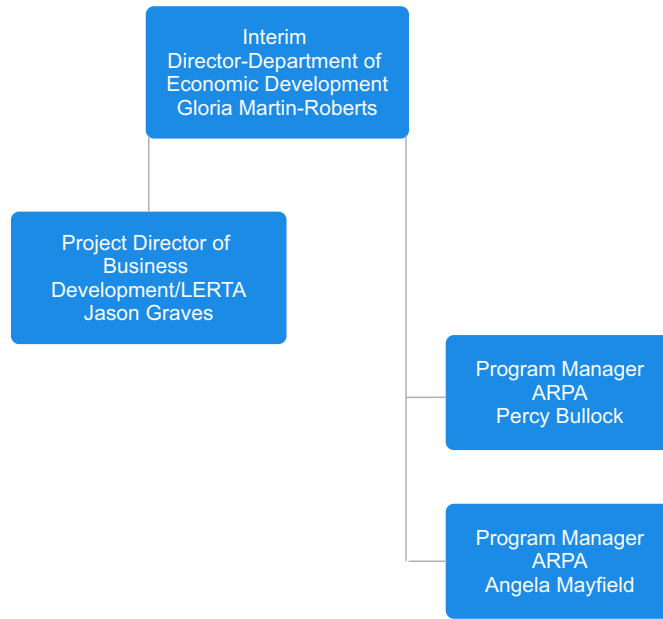 Interim
Director-Department of
Economic Development
Gloria Martin-Roberts
Project Director of
Business
Development/LERTA
Jason Graves
Program Manager
ARPA
Percy Bullock
Program Manager
ARPA
Angela Mayfield